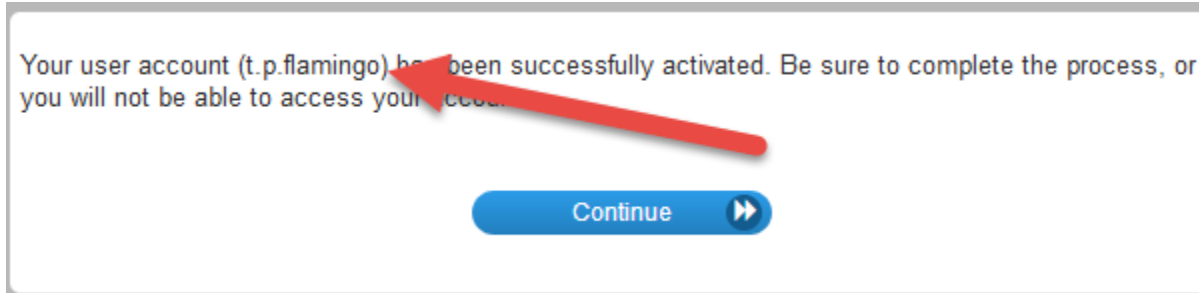 Your user account (t.p.flamingo) been successfully activated. Be sure to complete the process, or
you will not be able to access your
Continue